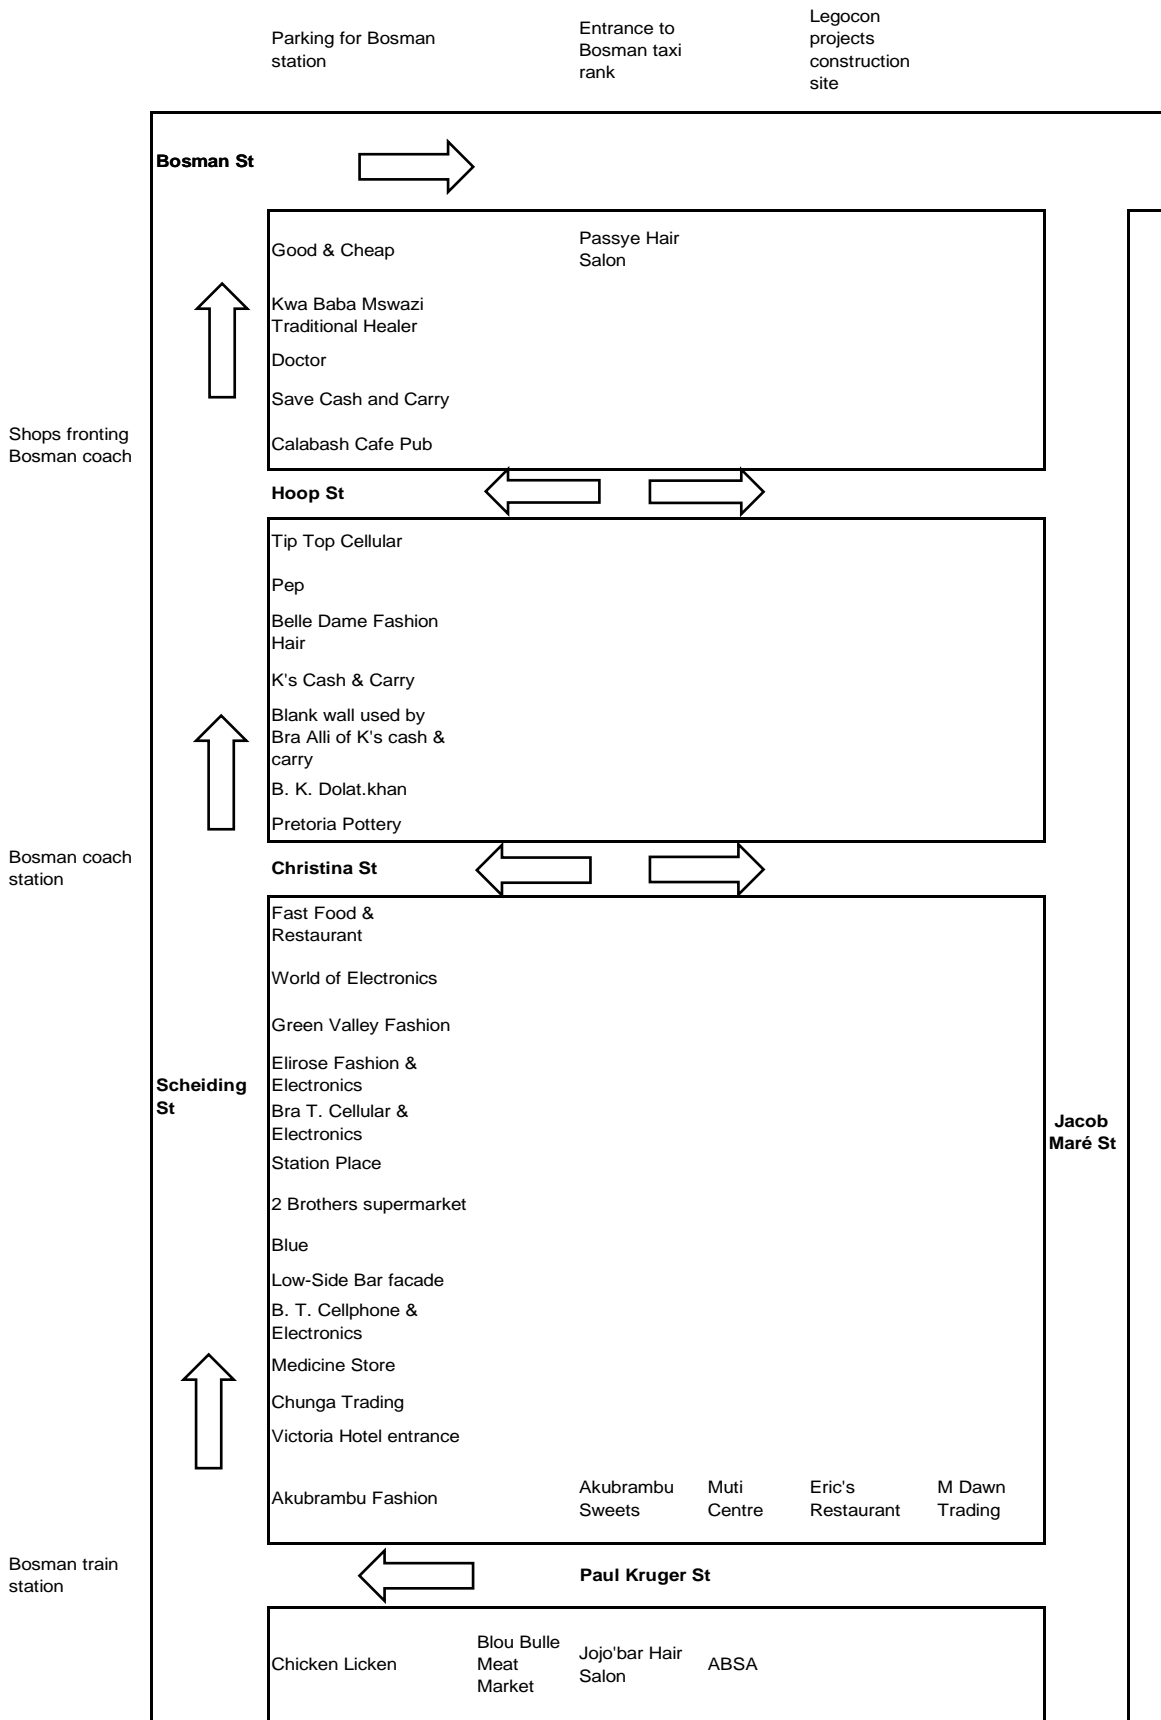 Parking for Bosman
station
Entrance to
Bosman taxi
rank
Legocon
projects
construction
site
Bosman St
Good & Cheap
Passye Hair
Salon
Kwa Baba Mswazi
Traditional Healer
Doctor
Save Cash and Carry
Shops fronting
Bosman coach
Calabash Cafe Pub
Hoop St
Tip Top Cellular
Pep
Belle Dame Fashion
Hair
K's Cash & Carry
Blank wall used by
Bra Alli of K's cash &
carry
B. K. Dolat.khan
Pretoria Pottery
Bosman coach
station
Christina St
Fast Food &
Restaurant
World of Electronics
Green Valley Fashion
Elirose Fashion &
Electronics
Scheiding
St
Bra T. Cellular &
Electronics
Jacob
Maré St
Station Place
2 Brothers supermarket
Blue
Low-Side Bar facade
B. T. Cellphone &
Electronics
Medicine Store
Chunga Trading
Victoria Hotel entrance
Akubrambu Fashion
Akubrambu
Sweets
Muti
Centre
Eric's
Restaurant
M Dawn
Trading
Bosman train
station
Paul Kruger St
Chicken Licken
Blou Bulle
Meat
Market
Jojo'bar Hair
Salon
ABSA